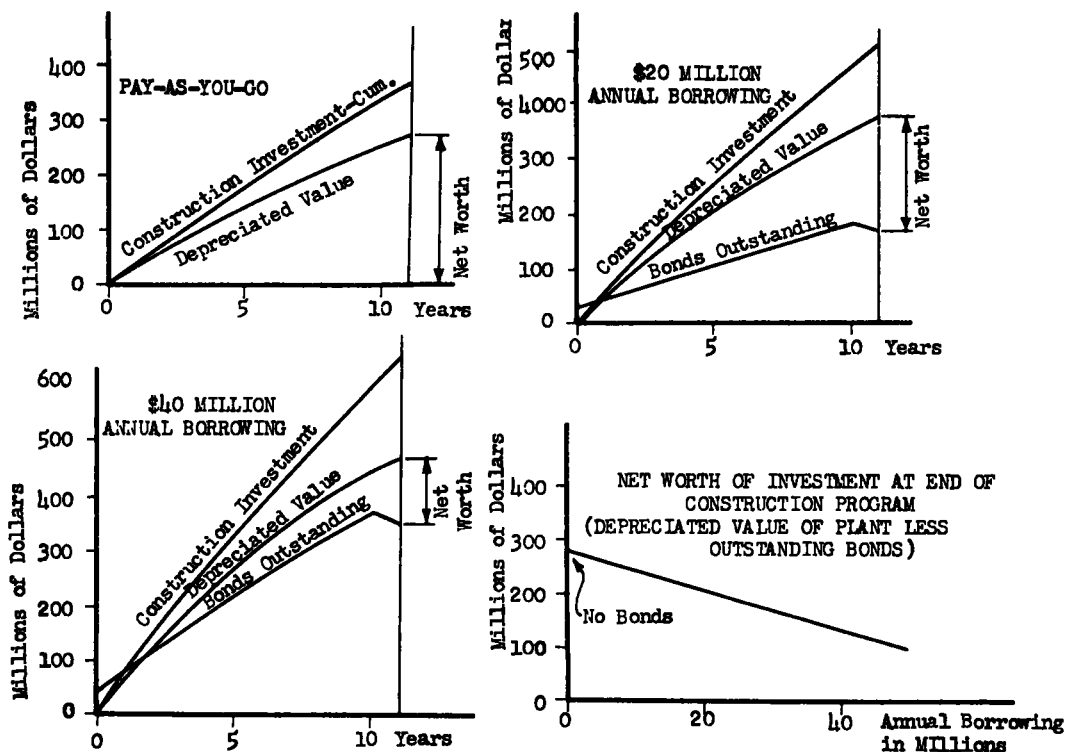 Millions of Dollars
400
300
200
100
0
PAY-AS-YOU-GO
Construction Investment-Cum.
Depreciated Value
Net Worth
0 5 10 Years
Millions of Dollar
500
4000
300
200
100
0
$20 MILLION
ANNUAL BORROWING
Construction Investment
Depreciated Value
Bonds Outstanding
Net Worth
0 5 10 Years
Millions of Dollars
600
500
400
300
200
100
0
$40 MILLION
ANNUAL BORROWING
Construction Investment
Depreciated Value
Bonds Outstanding
Net
Worth
0 5 10 Years
Millions of Dollars
400
300
200
100
0
NET WORTH OF INVESTMENT AT END OF
CONSTRUCTION PROGRAM
(DEPRECIATED VALUE OF PLANT LESS
OUTSTANDING BONDS)
No Bonds
0 20 40 Annual Borrowing
in Millions